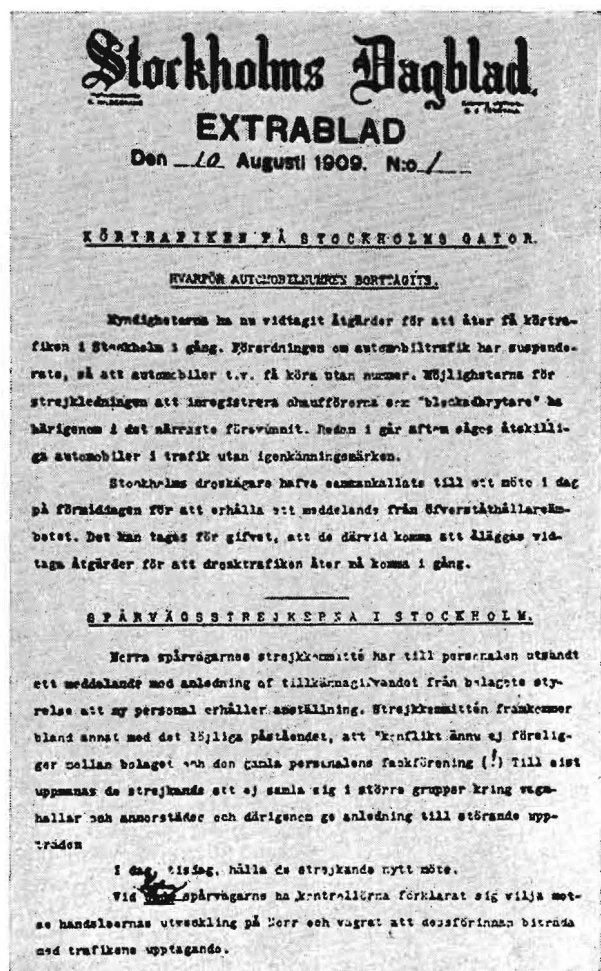 Stockholms Dagblad.
EXTRABLAD
Den 10 Augusti 1909. N:o 1
KÖRTRAFIKEN PÅ STOCKHOLMS GATOR.
HVARFÖR AUTOMOBILNUMREN BORTTAGITS.
Myndigheterna ha nu vidtagit åtgärder för att åter få körtra-
fiken i Stockholm i gång. Förordningen om automobiltrafik har suspende-
rats, så att automobiler t.v. få köra utan nummer. Möjligheterna för
strejkledningen att inregistrera chaufförerna som "blockadbrytare" ha
härigenom i det närmaste försvunnit. Redan i går afton sågos åtskilli-
ga automobiler i trafik utan igenkänningsmärken.
Stockholms droskägare hafva sammankallats till ett möte i dag
på förmiddagen för att erhålla ett meddelande från öfverståthållareäm-
betet. Det kan tagas för gifvet, att de därvid komma att åläggas vid-
taga åtgärder för att drosktrafiken åter må komma i gång.
SPÅRVÄGSSTREJKERNA I STOCKHOLM.
Norra spårvägarnes strejkkommitté har till personalen utsändt
ett meddelande med anledning af tillkännagifvandet från bolagets sty-
relse att ny personal erhåller anställning. Strejkkommittén framkommer
bland annat med det löjliga påståendet, att "konflikt ännu ej förelig-
ger mellan bolaget och den gamla personalens fackförening (!) Till sist
uppmanas de strejkande att ej samla sig i större grupper kring vagn-
hallar och annorstädes och därigenom ge anledning till störande upp-
träden
I dag, tisdag, hålla de strejkande nytt möte.
Vid spårvägarne ha kontrollörna förklarat sig vilja mot-
se händelsernas utveckling på Norr och vägrat att dessförinnan biträda
med trafikens upptagande.